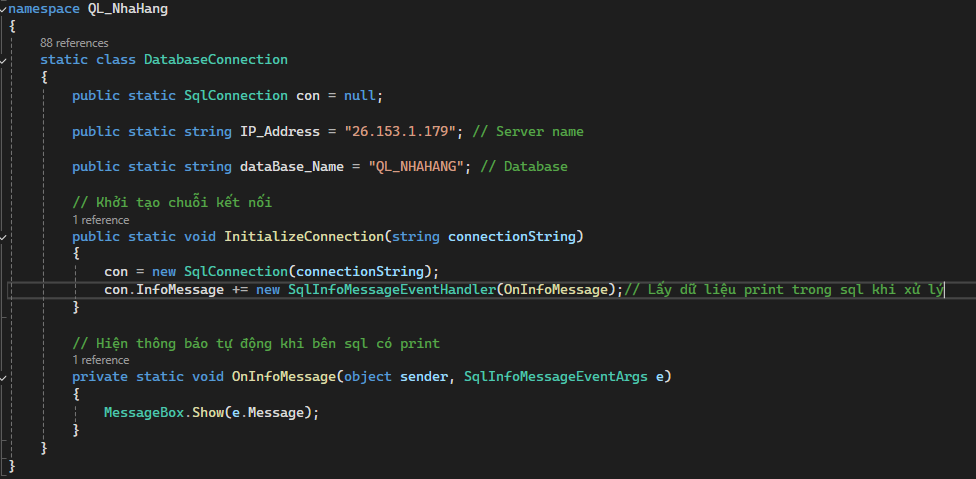 namespace QL_NhaHang
{
88 references
static class DatabaseConnection
{
public static SqlConnection con = null;
public static string IP_Address = "26.153.1.179"; // Server name
public static string dataBase_Name = "QL_NHAHANG"; // Database
// Khởi tạo chuỗi kết nối
1 reference
public static void InitializeConnection(string connectionString)
{
con = new SqlConnection(connectionString);
con.InfoMessage += new SqlInfoMessageEventHandler(OnInfoMessage);// Lấy dữ liệu print trong sql khi xử lý
}
// Hiện thông báo tự động khi bên sql có print
1 reference
private static void OnInfoMessage(object sender, SqlInfoMessageEventArgs e)
{
MessageBox.Show(e.Message);
}
}
}